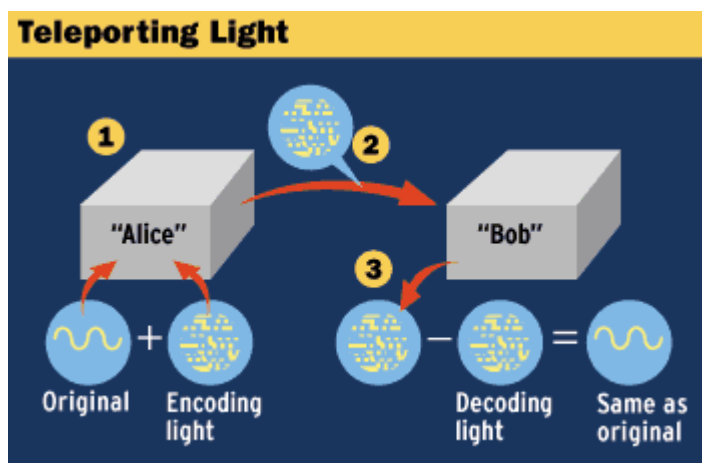 Teleporting Light
1
2
"Alice"
"Bob"
3
+
− =
Original
Encoding
light
Decoding
light
Same as
original